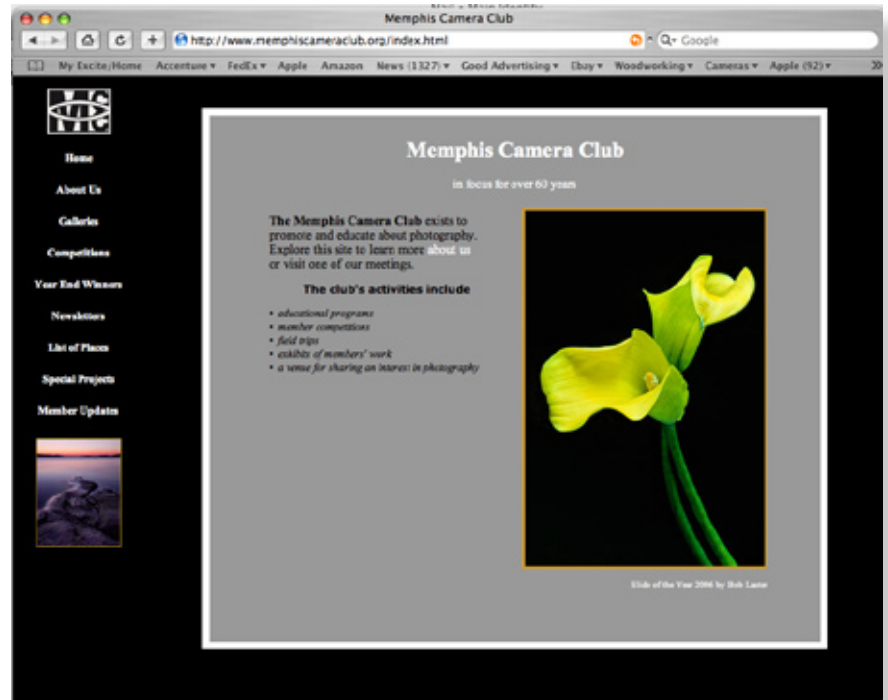 Memphis Camera Club
http://www.memphiscameraclub.org/index.html
Google
My Excite/Home Accenture FedEx Apple Amazon News (1327) Good Advertising Ebay Woodworking Cameras Apple (92)
Home
About Us
Galleries
Competitions
Year End Winners
Newsletters
List of Places
Special Projects
Member Updates
Memphis Camera Club
in focus for over 60 years
The Memphis Camera Club exists to
promote and educate about photography.
Explore this site to learn more about us
or visit one of our meetings.
The club's activities include
• educational programs
• member competitions
• field trips
• exhibits of members' work
• a venue for sharing an interest in photography
Slide of the Year 2006 by Bob